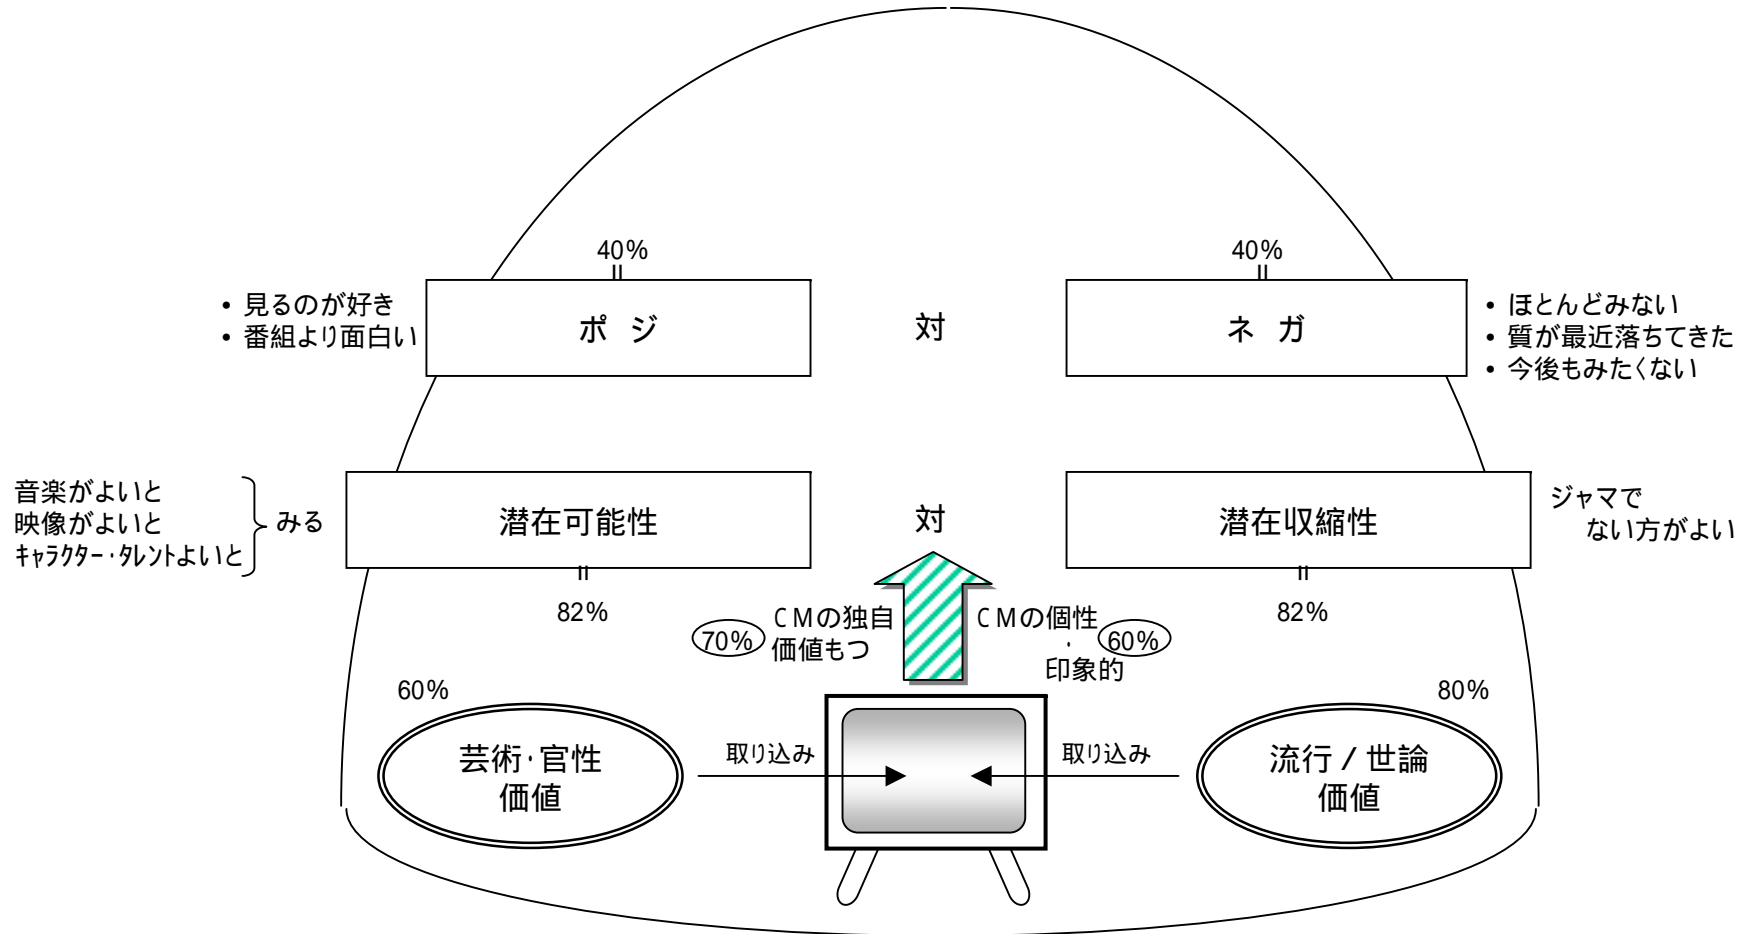 40%
40%
• 見るのが好き
• 番組より面白い
ポ ジ
対
ネ ガ
• ほとんどみない
• 質が最近落ちてきた
• 今後もみたくない
音楽がよいと
映像がよいと
キャラクター・タレントよいと
みる
潜在可能性
対
潜在収縮性
ジャマで
ない方がよい
82%
82%
70%
CMの独自
価値もつ
CMの個性
・
印象的
60%
60%
80%
芸術・官性
価値
取り込み
取り込み
流行 / 世論
価値